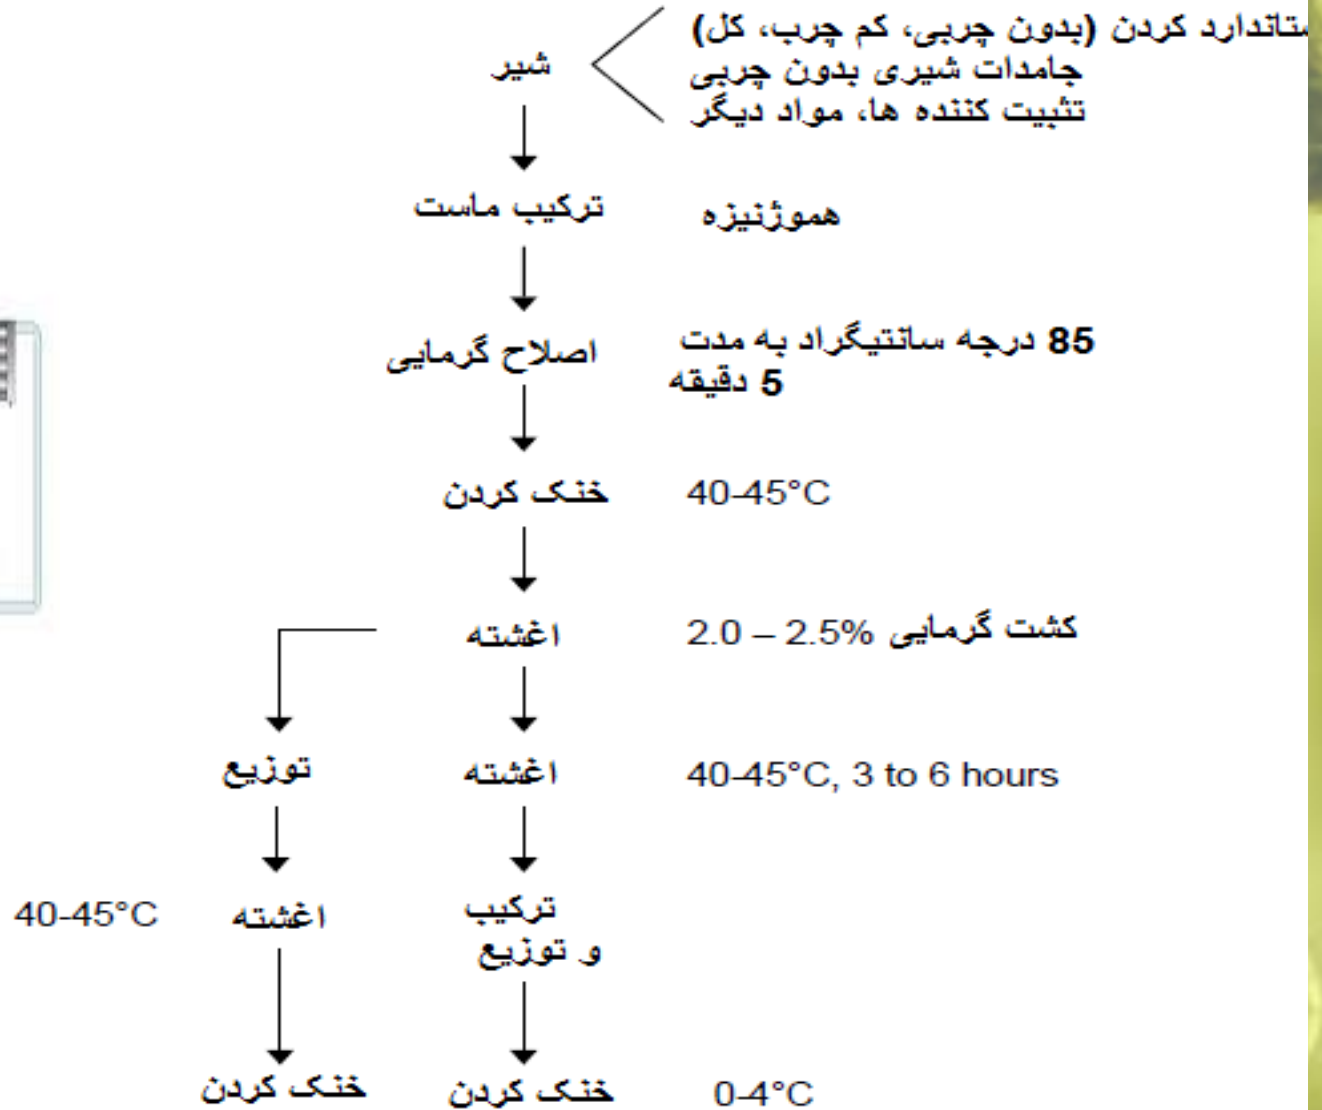 ستاندارد کردن (بدون چربی، کم چرب، کل)
شیر
جامدات شیری بدون چربی
تثبیت کننده ها، مواد دیگر
ترکیب ماست
هموژنیزه
اصلاح گرمایی
85 درجه سانتیگراد به مدت
5 دقیقه
خنک کردن
40-45°C
اغشته
کشت گرمایی 2.0 – 2.5%
توزیع
اغشته
40-45°C, 3 to 6 hours
40-45°C
اغشته
ترکیب
و توزیع
خنک کردن
خنک کردن
0-4°C